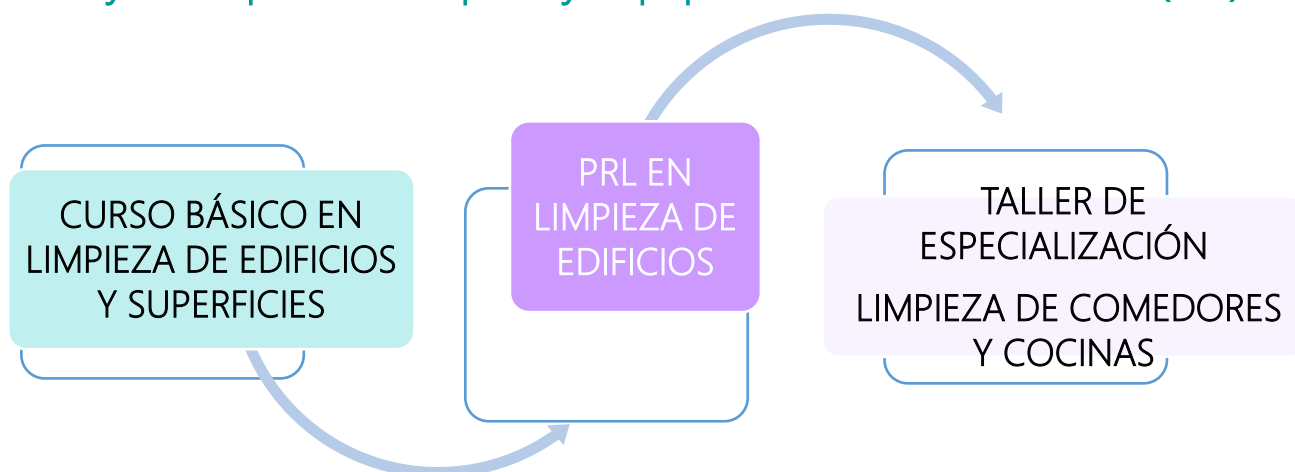 CURSO BÁSICO EN
LIMPIEZA DE EDIFICIOS
Y SUPERFICIES
PRL EN
LIMPIEZA DE
EDIFICIOS
TALLER DE
ESPECIALIZACIÓN
LIMPIEZA DE COMEDORES
Y COCINAS